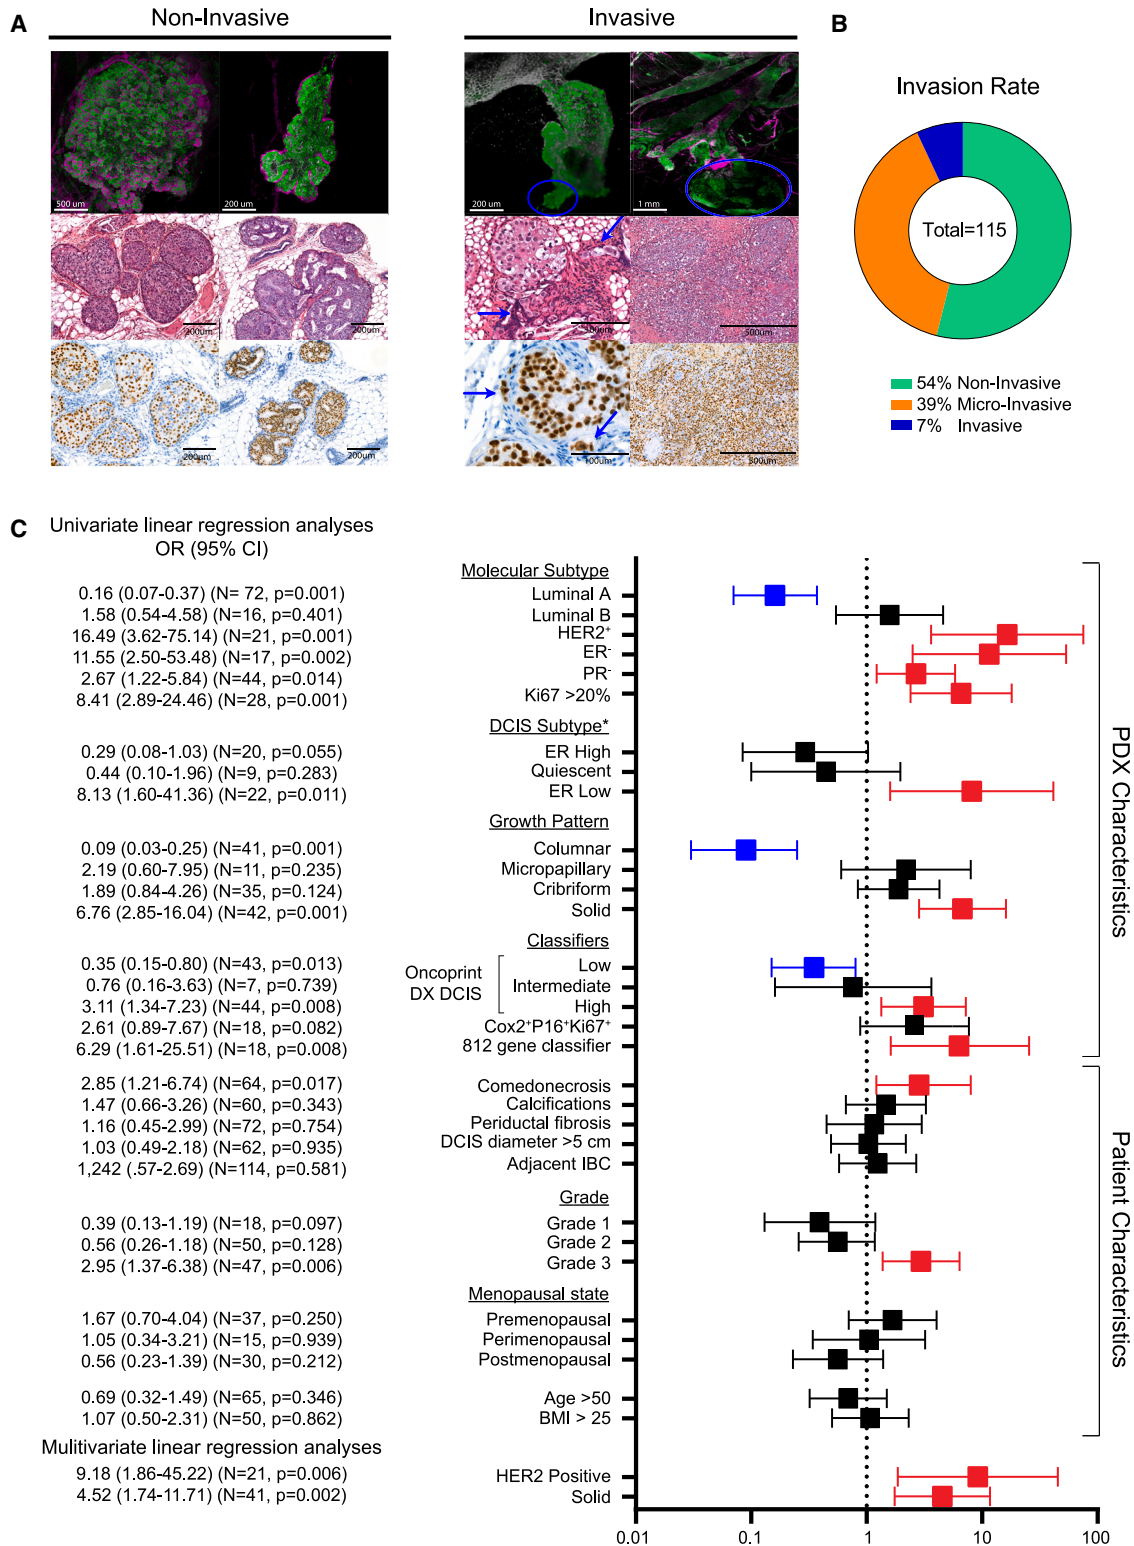 A
Non-Invasive
Invasive
500 um
200 um
200 um
1 mm
200um
200um
500um
200um
200um
100um
B
Invasion Rate
Total=115
54% Non-Invasive
39% Micro-Invasive
7% Invasive
C
Univariate linear regression analyses
OR (95% CI)
0.16 (0.07-0.37) (N= 72, p=0.001)
1.58 (0.54-4.58) (N=16, p=0.401)
16.49 (3.62-75.14) (N=21, p=0.001)
11.55 (2.50-53.48) (N=17, p=0.002)
2.67 (1.22-5.84) (N=44, p=0.014)
8.41 (2.89-24.46) (N=28, p=0.001)
0.29 (0.08-1.03) (N=20, p=0.055)
0.44 (0.10-1.96) (N=9, p=0.283)
8.13 (1.60-41.36) (N=22, p=0.011)
0.09 (0.03-0.25) (N=41, p=0.001)
2.19 (0.60-7.95) (N=11, p=0.235)
1.89 (0.84-4.26) (N=35, p=0.124)
6.76 (2.85-16.04) (N=42, p=0.001)
0.35 (0.15-0.80) (N=43, p=0.013)
0.76 (0.16-3.63) (N=7, p=0.739)
3.11 (1.34-7.23) (N=44, p=0.008)
2.61 (0.89-7.67) (N=18, p=0.082)
6.29 (1.61-25.51) (N=18, p=0.008)
2.85 (1.21-6.74) (N=64, p=0.017)
1.47 (0.66-3.26) (N=60, p=0.343)
1.16 (0.45-2.99) (N=72, p=0.754)
1.03 (0.49-2.18) (N=62, p=0.935)
1,242 (.57-2.69) (N=114, p=0.581)
0.39 (0.13-1.19) (N=18, p=0.097)
0.56 (0.26-1.18) (N=50, p=0.128)
2.95 (1.37-6.38) (N=47, p=0.006)
1.67 (0.70-4.04) (N=37, p=0.250)
1.05 (0.34-3.21) (N=15, p=0.939)
0.56 (0.23-1.39) (N=30, p=0.212)
0.69 (0.32-1.49) (N=65, p=0.346)
1.07 (0.50-2.31) (N=50, p=0.862)
Mulitivariate linear regression analyses
9.18 (1.86-45.22) (N=21, p=0.006)
4.52 (1.74-11.71) (N=41, p=0.002)
Molecular Subtype
Luminal A
Luminal B
HER2⁺
ER⁻
PR⁻
Ki67 >20%
DCIS Subtype*
ER High
Quiescent
ER Low
Growth Pattern
Columnar
Micropapillary
Cribriform
Solid
Classifiers
Oncoprint
DX DCIS
Low
Intermediate
High
Cox2⁺P16⁺Ki67⁺
812 gene classifier
Comedonecrosis
Calcifications
Periductal fibrosis
DCIS diameter >5 cm
Adjacent IBC
Grade
Grade 1
Grade 2
Grade 3
Menopausal state
Premenopausal
Perimenopausal
Postmenopausal
Age >50
BMI > 25
HER2 Positive
Solid
0.01 0.1 1 10 100
PDX Characteristics
Patient Characteristics